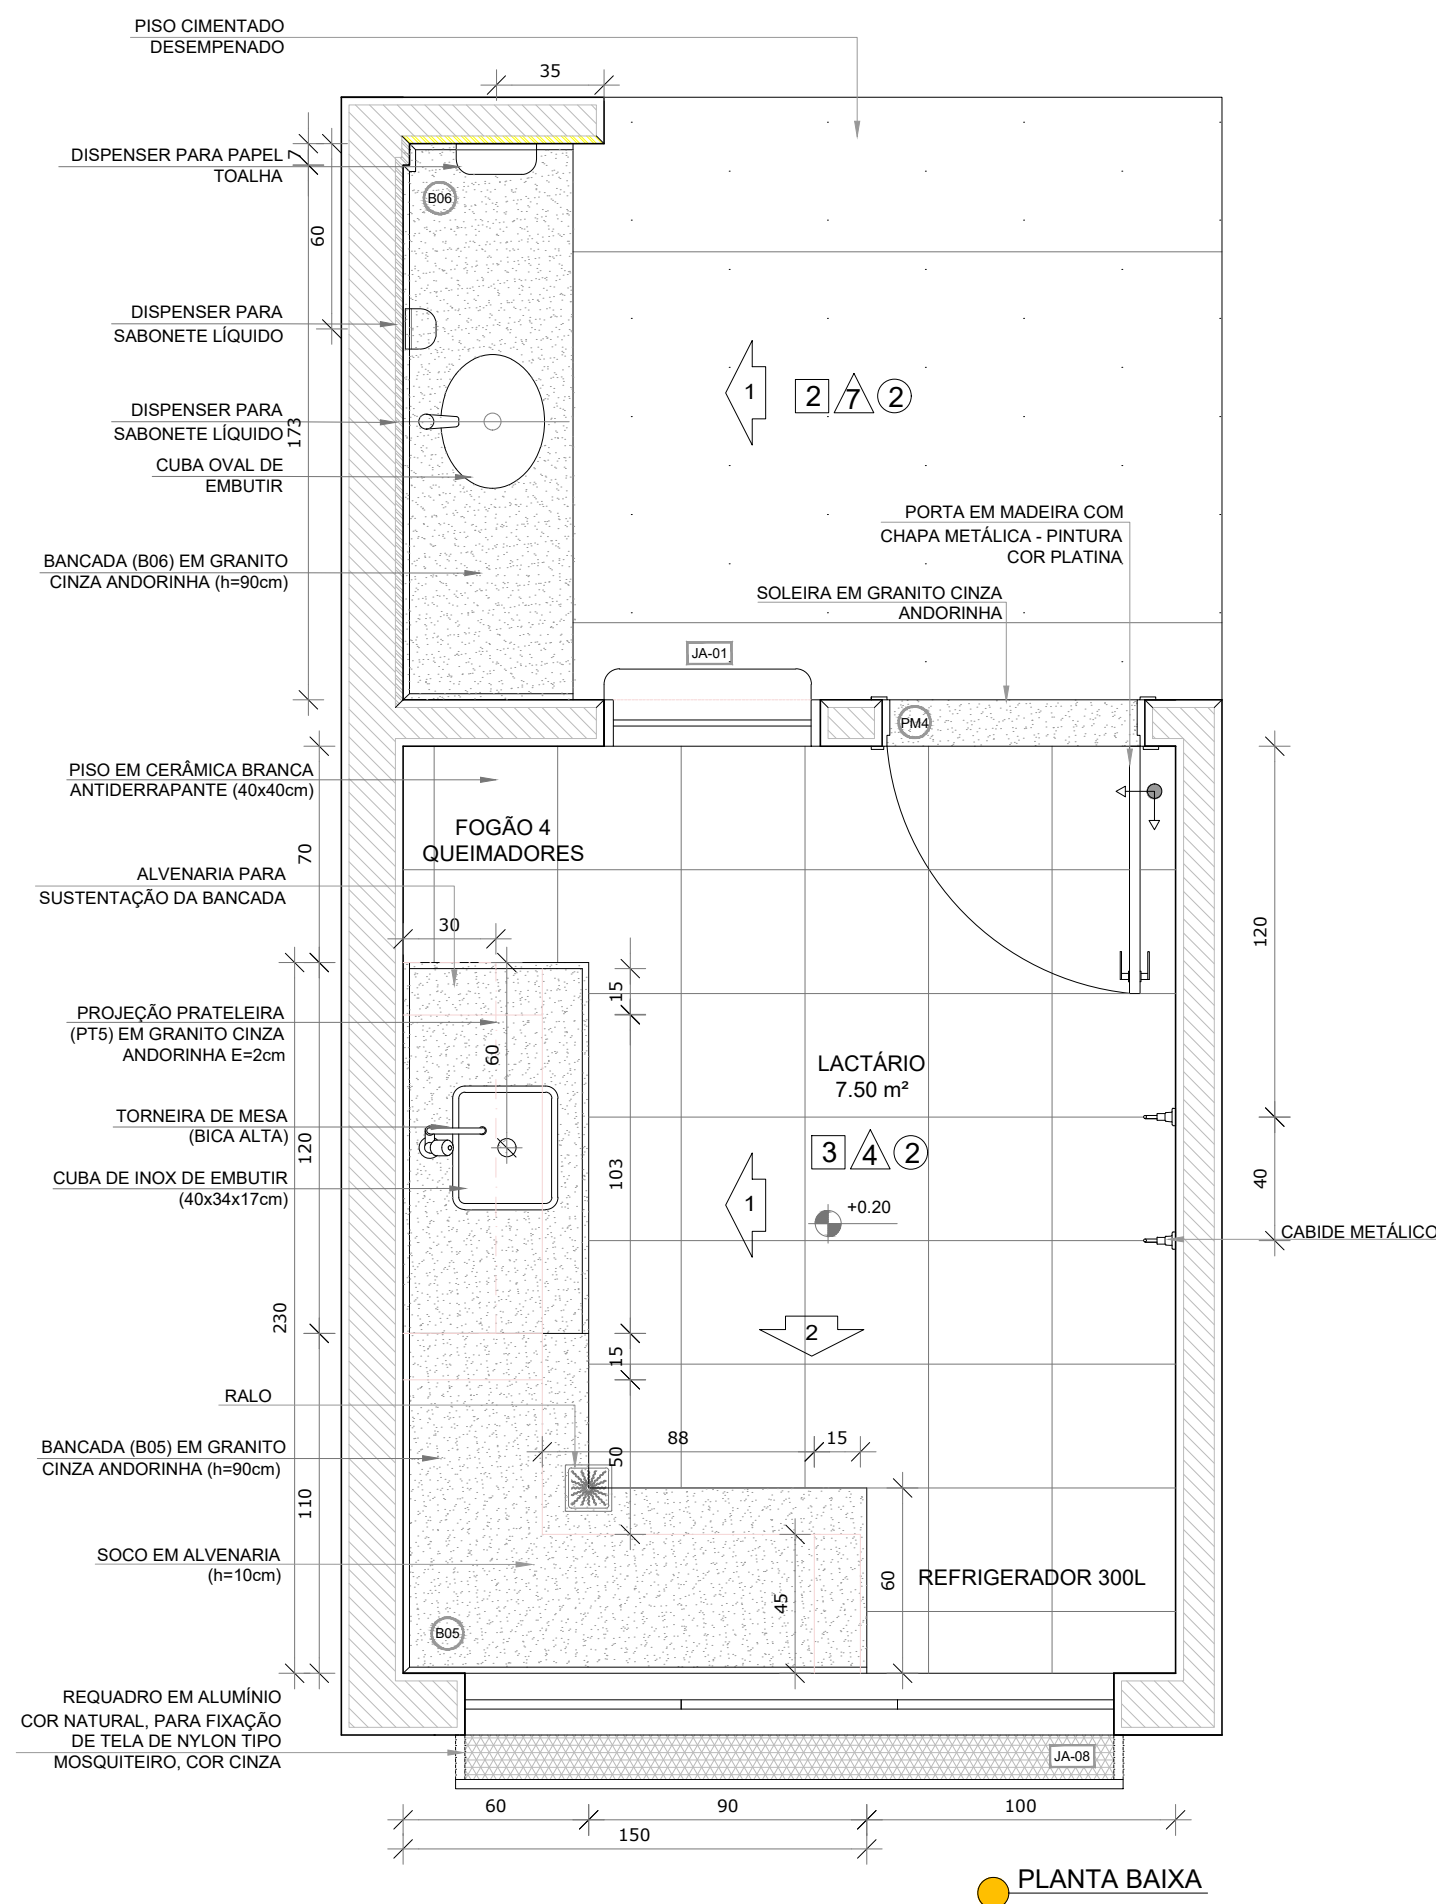 PISO CIMENTADO
DESEMPENADO
35
DISPENSER PARA PAPEL
TOALHA
7
B06
60
DISPENSER PARA
SABONETE LÍQUIDO
1
2 7 2
DISPENSER PARA
SABONETE LÍQUIDO
173
CUBA OVAL DE
EMBUTIR
PORTA EM MADEIRA COM
CHAPA METÁLICA - PINTURA
COR PLATINA
BANCADA (B06) EM GRANITO
CINZA ANDORINHA (h=90cm)
SOLEIRA EM GRANITO CINZA
ANDORINHA
JA-01
PM4
PISO EM CERÂMICA BRANCA
ANTIDERRAPANTE (40x40cm)
FOGÃO 4
QUEIMADORES
70
ALVENARIA PARA
SUSTENTAÇÃO DA BANCADA
30
120
15
PROJEÇÃO PRATELEIRA
(PT5) EM GRANITO CINZA
ANDORINHA E=2cm
60
LACTÁRIO
7.50 m²
TORNEIRA DE MESA
(BICA ALTA)
120
3 4 2
CUBA DE INOX DE EMBUTIR
(40x34x17cm)
103
1
+0.20
40
CABIDE METÁLICO
230
2
15
RALO
88
15
50
BANCADA (B05) EM GRANITO
CINZA ANDORINHA (h=90cm)
110
SOCO EM ALVENARIA
(h=10cm)
45
60
REFRIGERADOR 300L
B05
REQUADRO EM ALUMÍNIO
COR NATURAL, PARA FIXAÇÃO
DE TELA DE NYLON TIPO
MOSQUITEIRO, COR CINZA
JA-08
60
90
100
150
PLANTA BAIXA